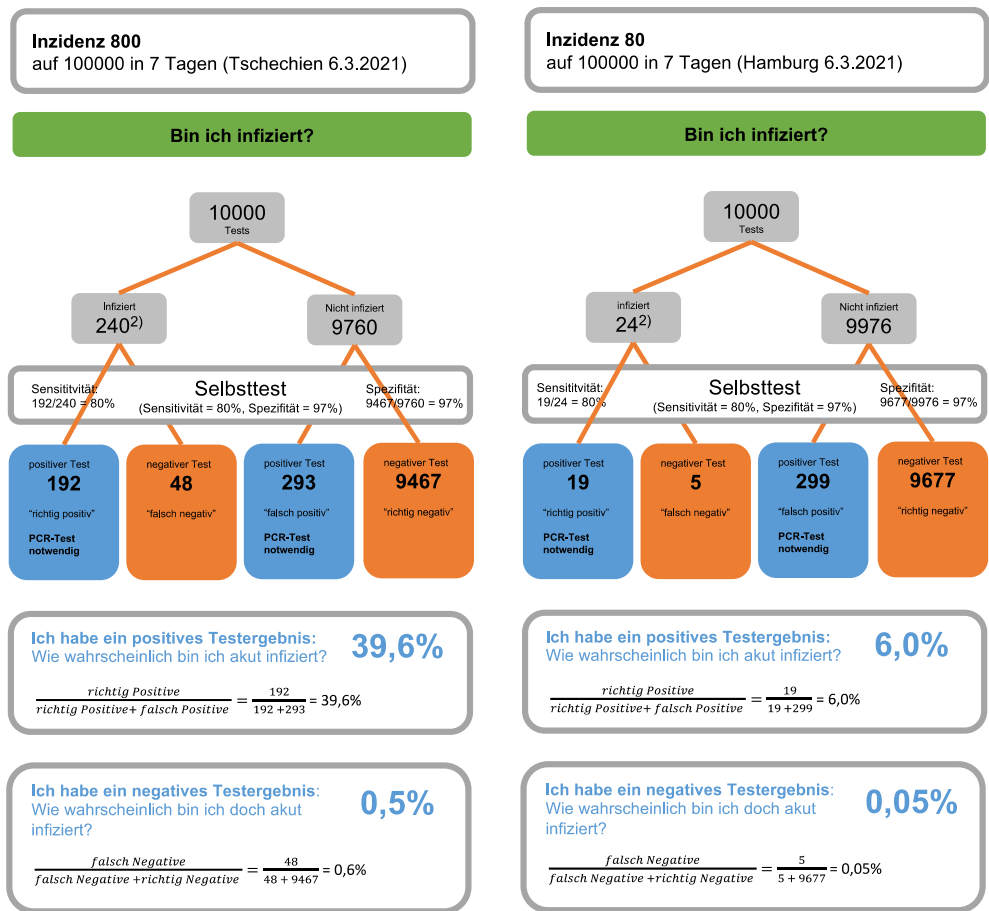 Inzidenz 800
auf 100000 in 7 Tagen (Tschechien 6.3.2021)
Bin ich infiziert?
10000
Tests
Infiziert
240²⁾
Nicht infiziert
9760
Sensititvität:
192/240 = 80%
Selbsttest
(Sensitivität = 80%, Spezifität = 97%)
Spezifität:
9467/9760 = 97%
positiver Test
192
"richtig positiv"
PCR-Test
notwendig
negativer Test
48
"falsch negativ"
positiver Test
293
"falsch positiv"
PCR-Test
notwendig
negativer Test
9467
"richtig negativ"
Ich habe ein positives Testergebnis:
Wie wahrscheinlich bin ich akut infiziert?
39,6%
richtig Positive
richtig Positive+ falsch Positive
=
192
192 +293
= 39,6%
Ich habe ein negatives Testergebnis:
Wie wahrscheinlich bin ich doch akut
infiziert?
0,5%
falsch Negative
falsch Negative +richtig Negative
=
48
48 + 9467
= 0,6%
Inzidenz 80
auf 100000 in 7 Tagen (Hamburg 6.3.2021)
Bin ich infiziert?
10000
Tests
infiziert
24²⁾
Nicht infiziert
9976
Sensitivität:
19/24 = 80%
Selbsttest
(Sensitivität = 80%, Spezifität = 97%)
Spezifität:
9677/9976 = 97%
positiver Test
19
"richtig positiv"
PCR-Test
notwendig
negativer Test
5
"falsch negativ"
positiver Test
299
"falsch positiv"
PCR-Test
notwendig
negativer Test
9677
"richtig negativ"
Ich habe ein positives Testergebnis:
Wie wahrscheinlich bin ich akut infiziert?
6,0%
richtig Positive
richtig Positive+ falsch Positive
=
19
19 +299
= 6,0%
Ich habe ein negatives Testergebnis:
Wie wahrscheinlich bin ich doch akut
infiziert?
0,05%
falsch Negative
falsch Negative +richtig Negative
=
5
5 + 9677
= 0,05%